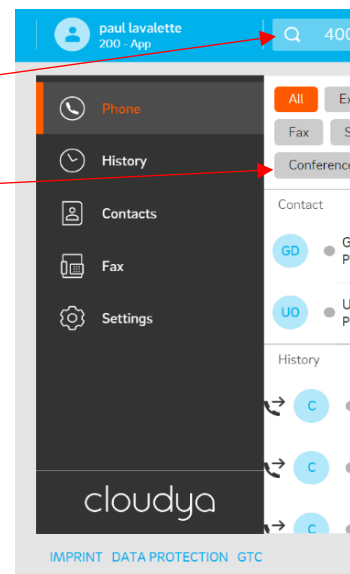 paul lavalette
200 - App
400
Phone
History
Contacts
Fax
Settings
cloudya
All
Ex
Fax
S
Conference
Contact
GD
G
P
UO
U
P
History
C
C
C
IMPRINT DATA PROTECTION GTC